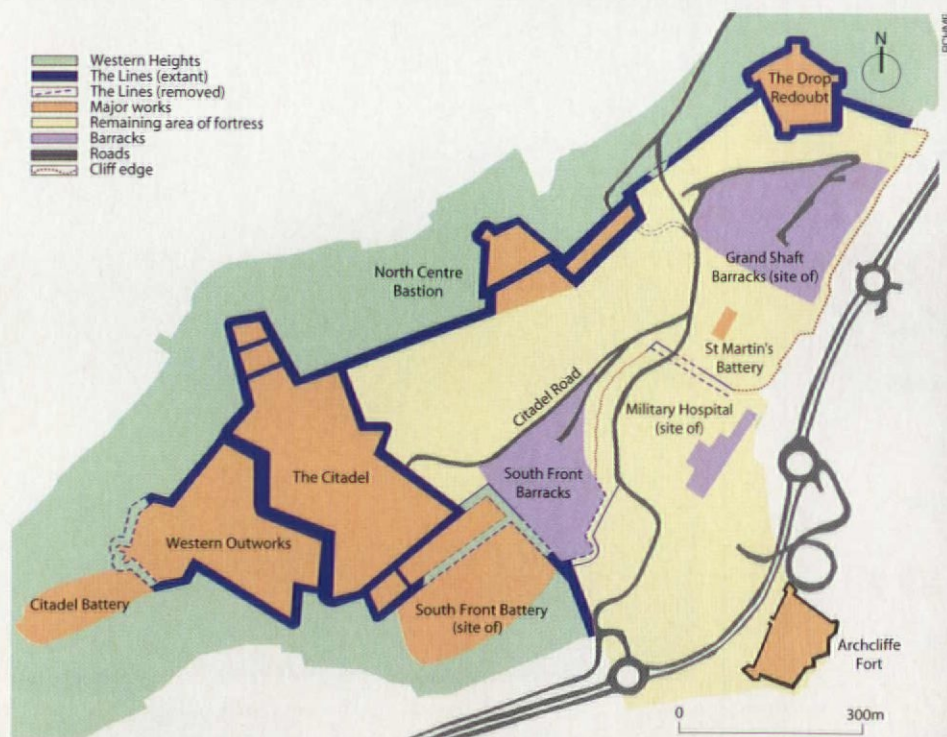 Western Heights
The Lines (extant)
The Lines (removed)
Major works
Remaining area of fortress
Barracks
Roads
Cliff edge
N
The Drop
Redoubt
North Centre
Bastion
Grand Shaft
Barracks (site of)
St Martin's
Battery
Citadel Road
Military Hospital
(site of)
The Citadel
South Front
Barracks
Western Outworks
Citadel Battery
South Front Battery
(site of)
Archcliffe
Fort
0 300m